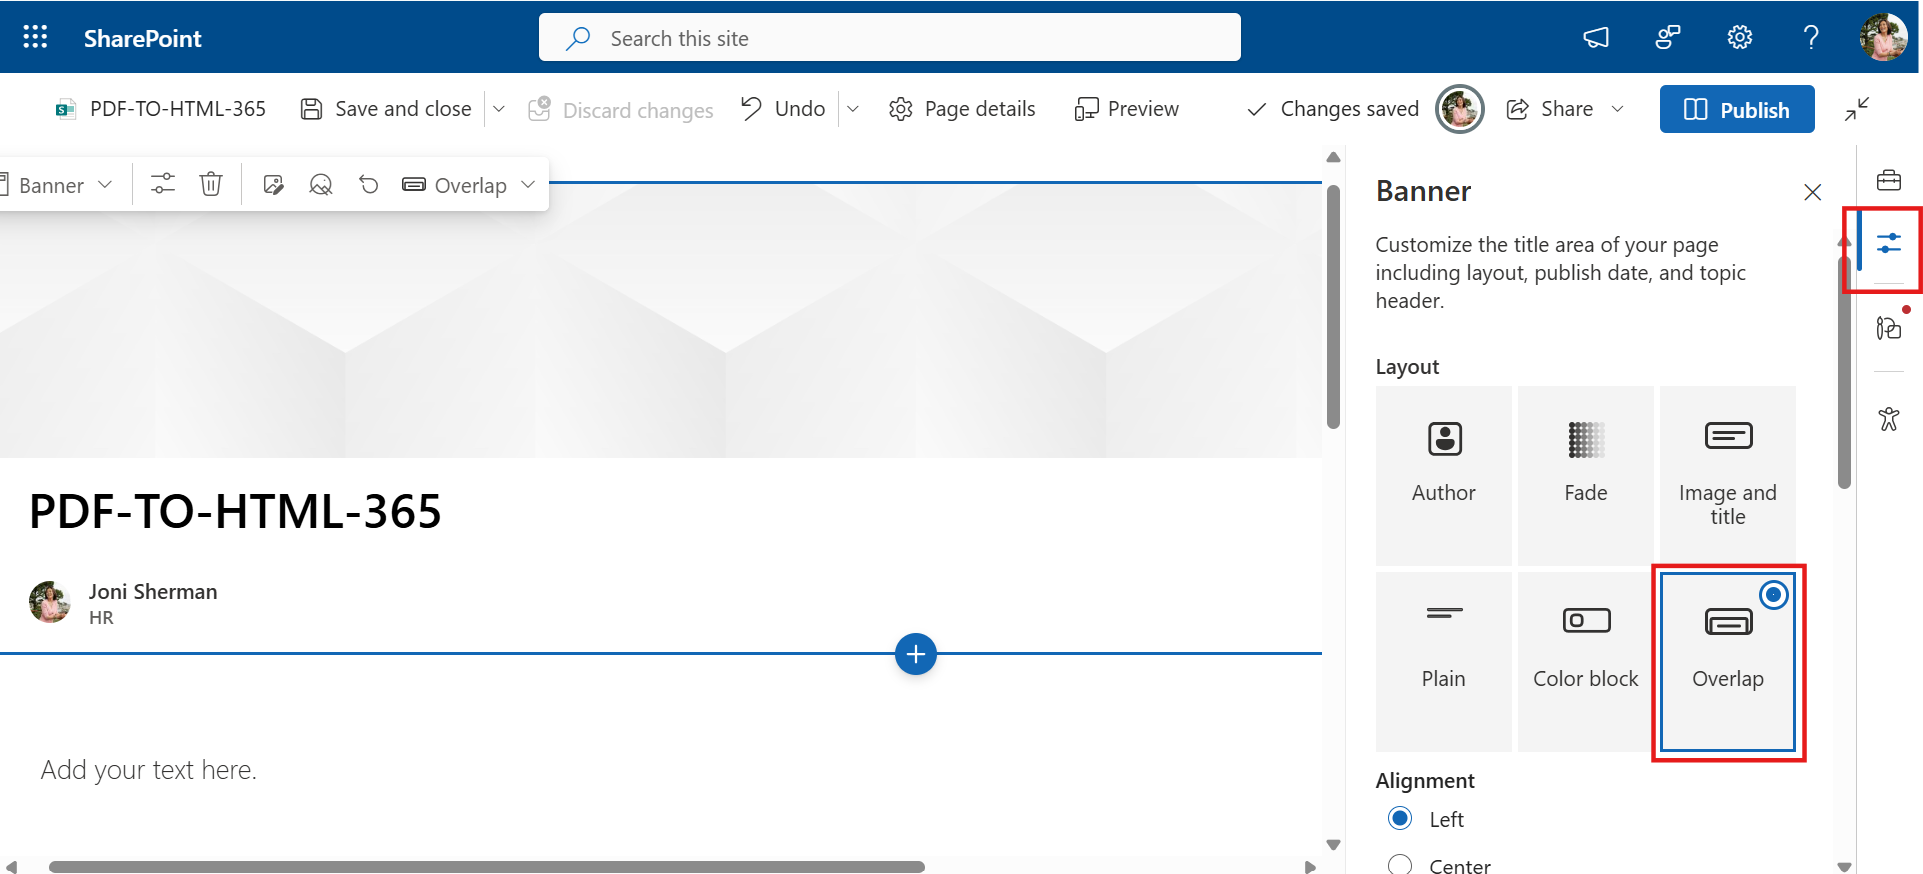 SharePoint
Search this site
PDF-TO-HTML-365
Save and close
Discard changes
Undo
Page details
Preview
Changes saved
Share
Publish
Banner
Overlap
PDF-TO-HTML-365
Joni Sherman
HR
Add your text here.
Banner
Customize the title area of your page
including layout, publish date, and topic
header.
Layout
Author
Fade
Image and
title
Plain
Color block
Overlap
Alignment
Left
Center